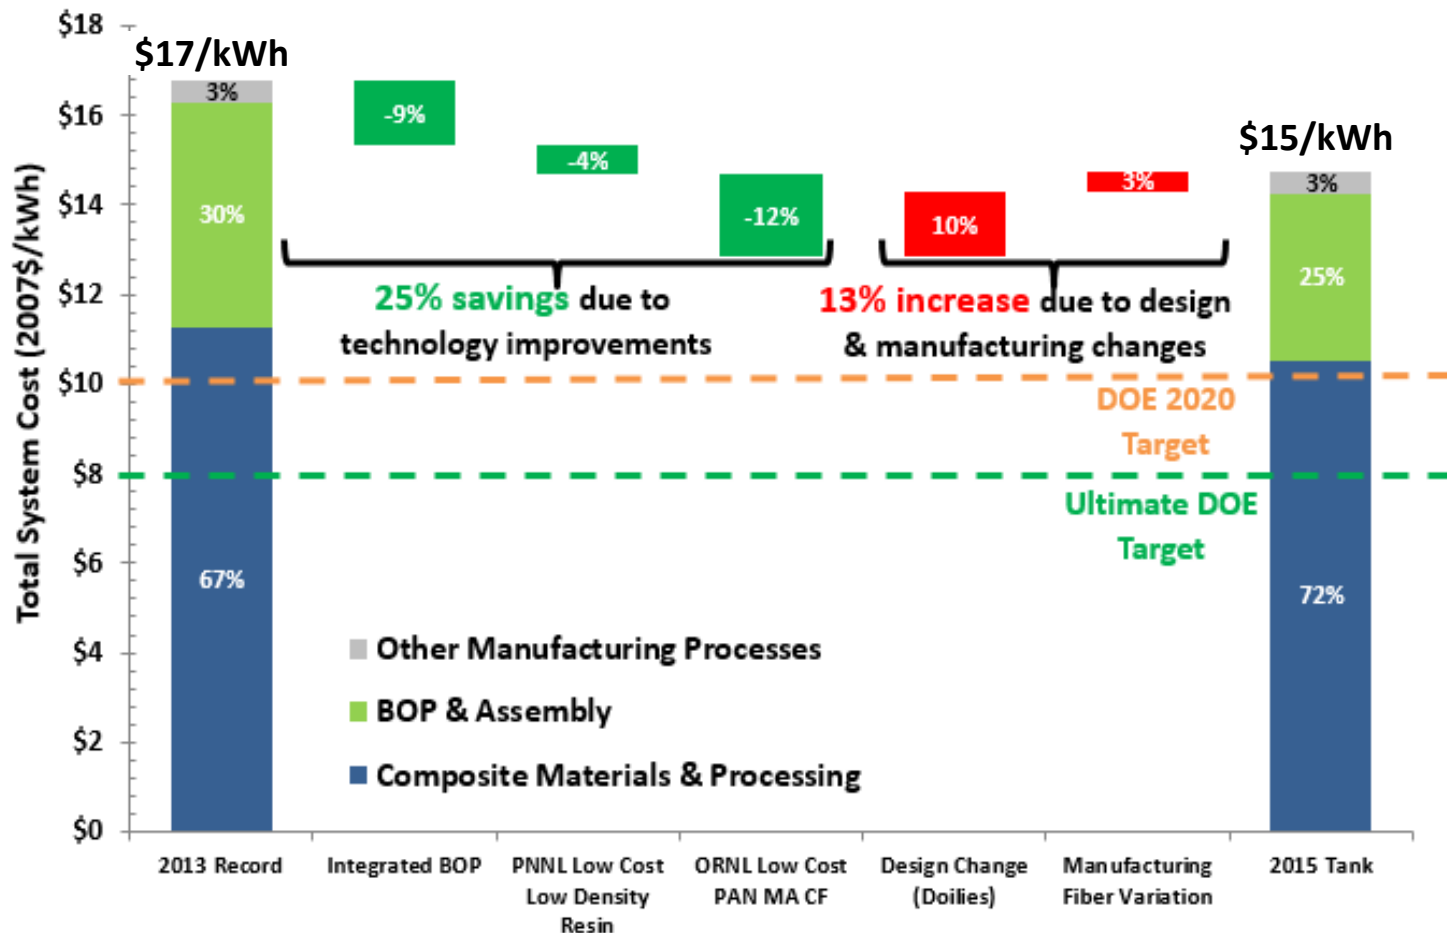 $18
$17/kWh
$16
$14
$12
$10
$8
$6
$4
$2
$0
Total System Cost (2007$/kWh)
3%
30%
67%
-9%
-4%
-12%
10%
3%
$15/kWh
3%
25%
72%
25% savings due to
technology improvements
13% increase due to design
& manufacturing changes
DOE 2020
Target
Ultimate DOE
Target
Other Manufacturing Processes
BOP & Assembly
Composite Materials & Processing
2013 Record
Integrated BOP
PNNL Low Cost
Low Density
Resin
ORNL Low Cost
PAN MA CF
Design Change
(Doilies)
Manufacturing
Fiber Variation
2015 Tank